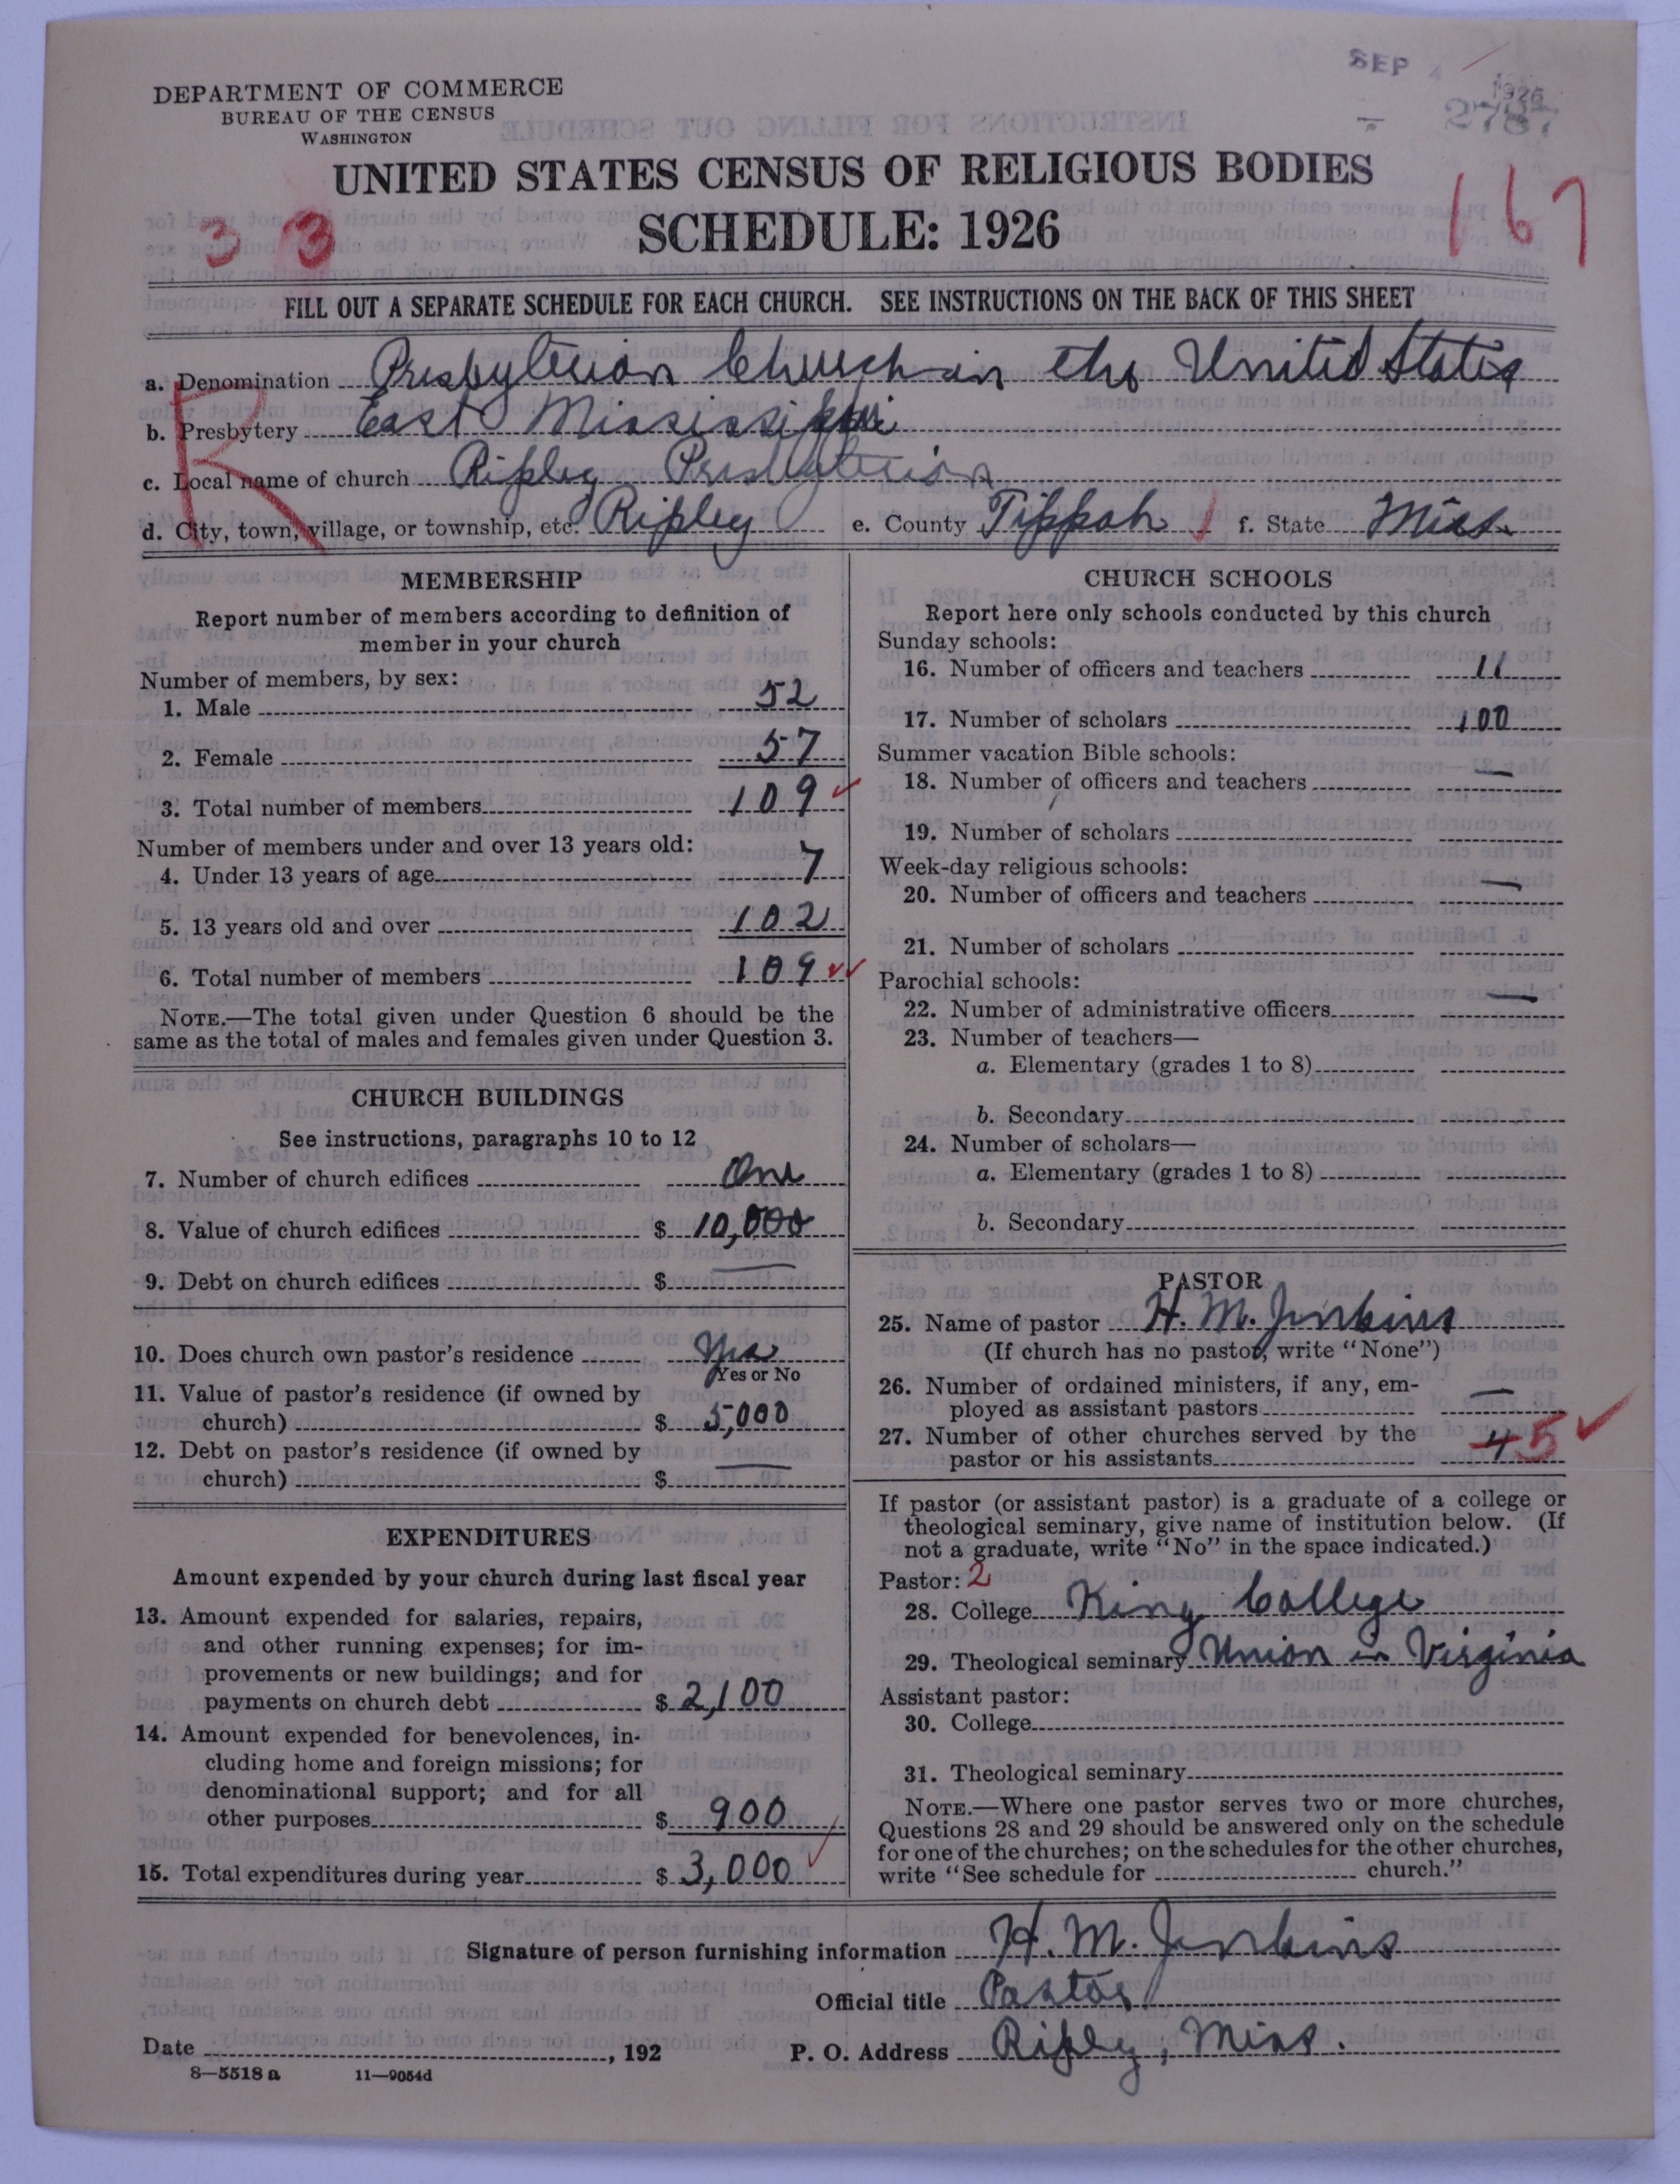 SEP 1926
2787
DEPARTMENT OF COMMERCE
BUREAU OF THE CENSUS
WASHINGTON
UNITED STATES CENSUS OF RELIGIOUS BODIES
SCHEDULE: 1926
3 3
167
FILL OUT A SEPARATE SCHEDULE FOR EACH CHURCH. SEE INSTRUCTIONS ON THE BACK OF THIS SHEET
R
a. Denomination Presbyterian Church in the United States
b. Presbytery East Mississippi
c. Local name of church Ripley Presbyterian
d. City, town, village, or township, etc. Ripley e. County Tippah f. State Miss.
MEMBERSHIP
Report number of members according to definition of
member in your church
Number of members, by sex:
1. Male 52
2. Female 57
3. Total number of members 109
Number of members under and over 13 years old:
4. Under 13 years of age 7
5. 13 years old and over 102
6. Total number of members 109
NOTE.—The total given under Question 6 should be the
same as the total of males and females given under Question 3.
CHURCH BUILDINGS
See instructions, paragraphs 10 to 12
7. Number of church edifices One
8. Value of church edifices $ 10,000
9. Debt on church edifices $ —
10. Does church own pastor's residence Yes
Yes or No
11. Value of pastor's residence (if owned by
church) $ 5,000
12. Debt on pastor's residence (if owned by
church) $ —
EXPENDITURES
Amount expended by your church during last fiscal year
13. Amount expended for salaries, repairs,
and other running expenses; for im-
provements or new buildings; and for
payments on church debt $ 2,100
14. Amount expended for benevolences, in-
cluding home and foreign missions; for
denominational support; and for all
other purposes $ 900
15. Total expenditures during year $ 3,000
CHURCH SCHOOLS
Report here only schools conducted by this church
Sunday schools:
16. Number of officers and teachers 11
17. Number of scholars 100
Summer vacation Bible schools:
18. Number of officers and teachers —
19. Number of scholars
Week-day religious schools:
20. Number of officers and teachers —
21. Number of scholars
Parochial schools:
22. Number of administrative officers —
23. Number of teachers—
a. Elementary (grades 1 to 8)
b. Secondary
24. Number of scholars—
a. Elementary (grades 1 to 8)
b. Secondary
PASTOR
25. Name of pastor H. M. Jenkins
(If church has no pastor, write "None")
26. Number of ordained ministers, if any, em-
ployed as assistant pastors —
27. Number of other churches served by the
pastor or his assistants 4 5
If pastor (or assistant pastor) is a graduate of a college or
theological seminary, give name of institution below. (If
not a graduate, write "No" in the space indicated.)
Pastor: 2
28. College King College
29. Theological seminary Union in Virginia
Assistant pastor:
30. College
31. Theological seminary
NOTE.—Where one pastor serves two or more churches,
Questions 28 and 29 should be answered only on the schedule
for one of the churches; on the schedules for the other churches,
write "See schedule for church."
Signature of person furnishing information H. M. Jenkins
Official title Pastor
Date , 192 P. O. Address Ripley, Miss.
8—5518 a 11—9054d